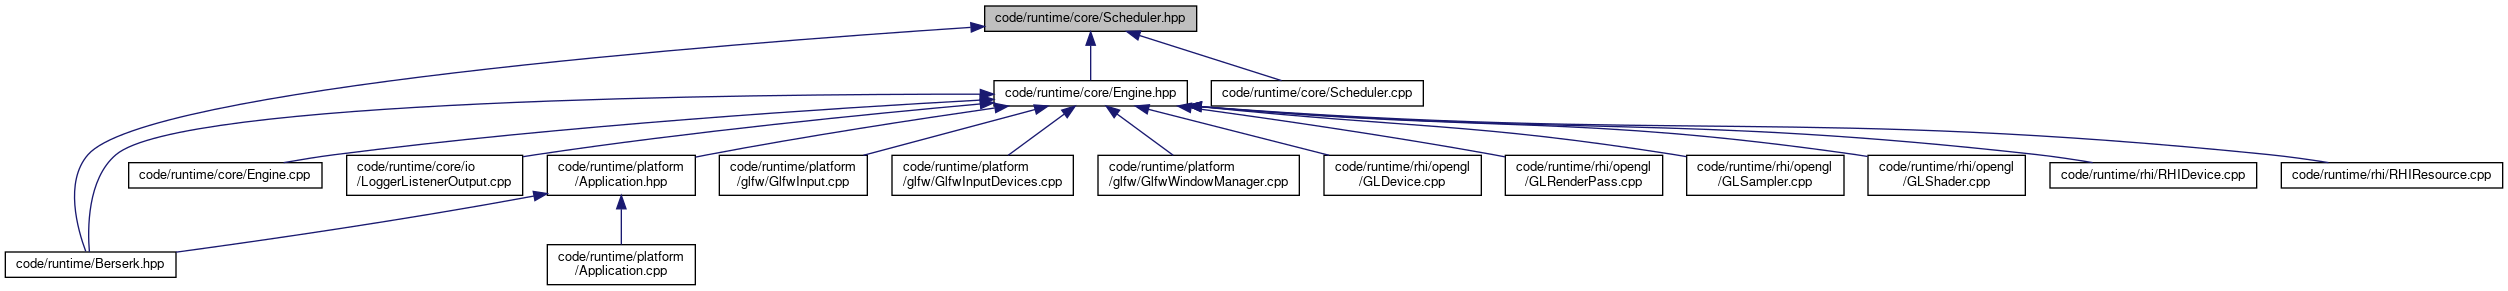 code/runtime/core/Scheduler.hpp
code/runtime/core/Engine.hpp
code/runtime/core/Scheduler.cpp
code/runtime/core/Engine.cpp
code/runtime/core/io
/LoggerListenerOutput.cpp
code/runtime/platform
/Application.hpp
code/runtime/platform
/glfw/GlfwInput.cpp
code/runtime/platform
/glfw/GlfwInputDevices.cpp
code/runtime/platform
/glfw/GlfwWindowManager.cpp
code/runtime/rhi/opengl
/GLDevice.cpp
code/runtime/rhi/opengl
/GLRenderPass.cpp
code/runtime/rhi/opengl
/GLSampler.cpp
code/runtime/rhi/opengl
/GLShader.cpp
code/runtime/rhi/RHIDevice.cpp
code/runtime/rhi/RHIResource.cpp
code/runtime/Berserk.hpp
code/runtime/platform
/Application.cpp